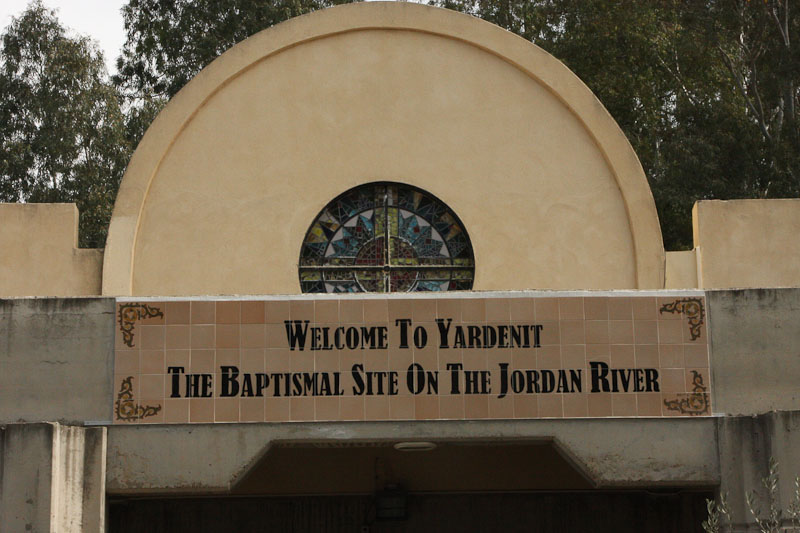 Welcome To Yardenit
The Baptismal Site On The Jordan River